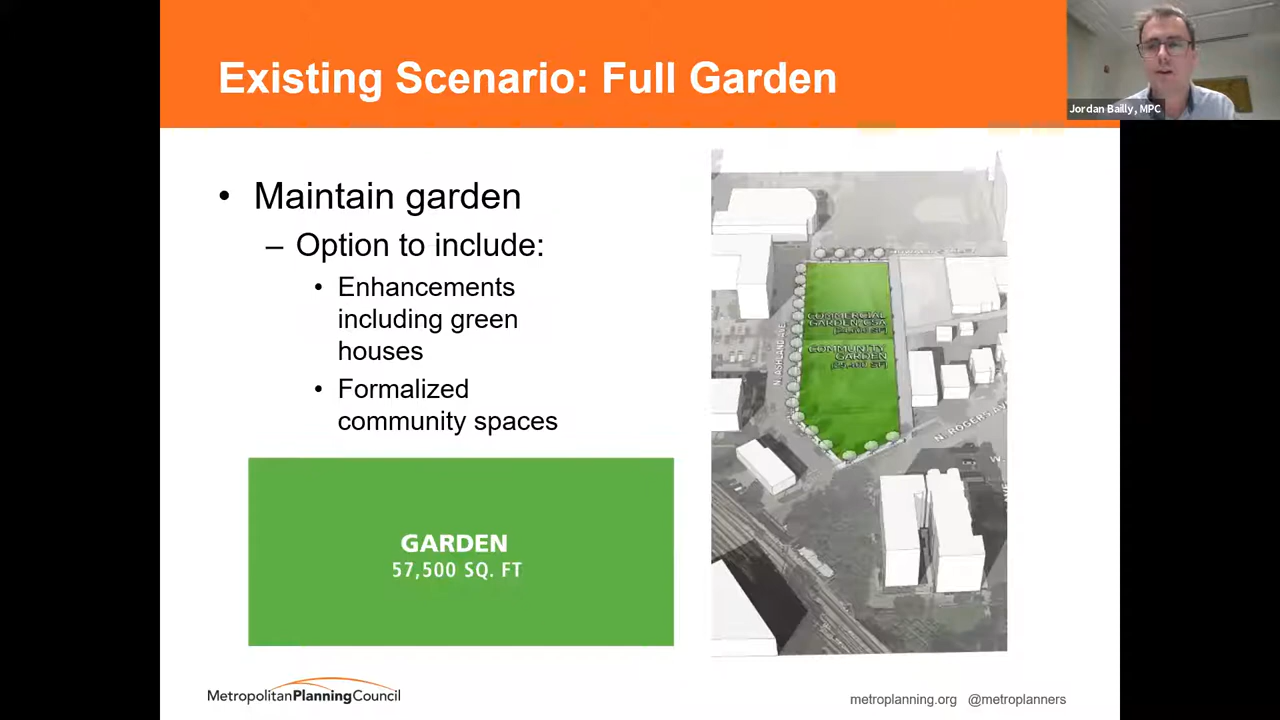 Existing Scenario: Full Garden
Jordan Bailly, MPC
• Maintain garden
– Option to include:
• Enhancements
including green
houses
• Formalized
community spaces
GARDEN
57,500 SQ. FT
COMMERCIAL
GARDEN/CSA
COMMUNITY
GARDEN
N. ASHLAND AVE
N. ROGERS AVE
W.
AVE
MetropolitanPlanningCouncil
metroplanning.org @metroplanners